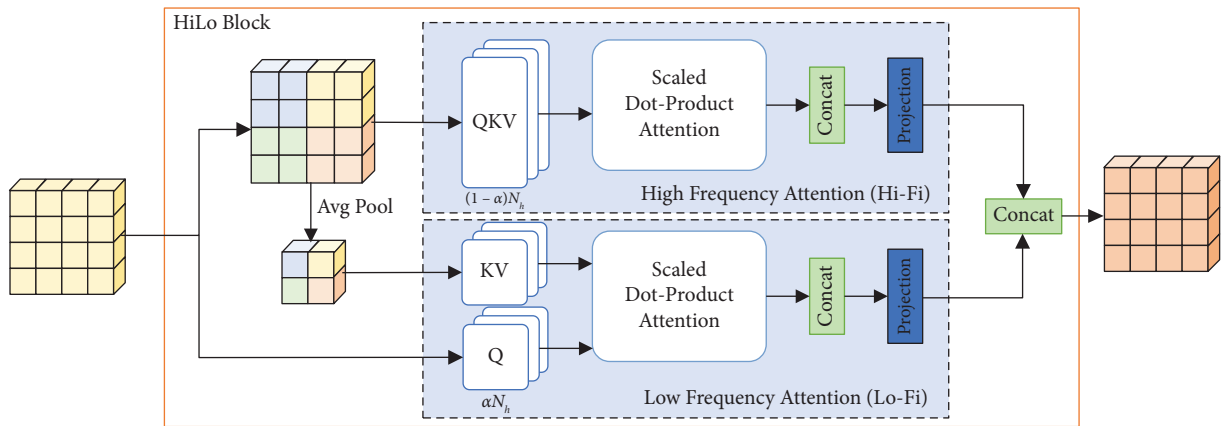 HiLo Block
Avg Pool
QKV
(1 − α)N_h
Scaled
Dot-Product
Attention
Concat
Projection
High Frequency Attention (Hi-Fi)
KV
Q
αN_h
Scaled
Dot-Product
Attention
Concat
Projection
Low Frequency Attention (Lo-Fi)
Concat